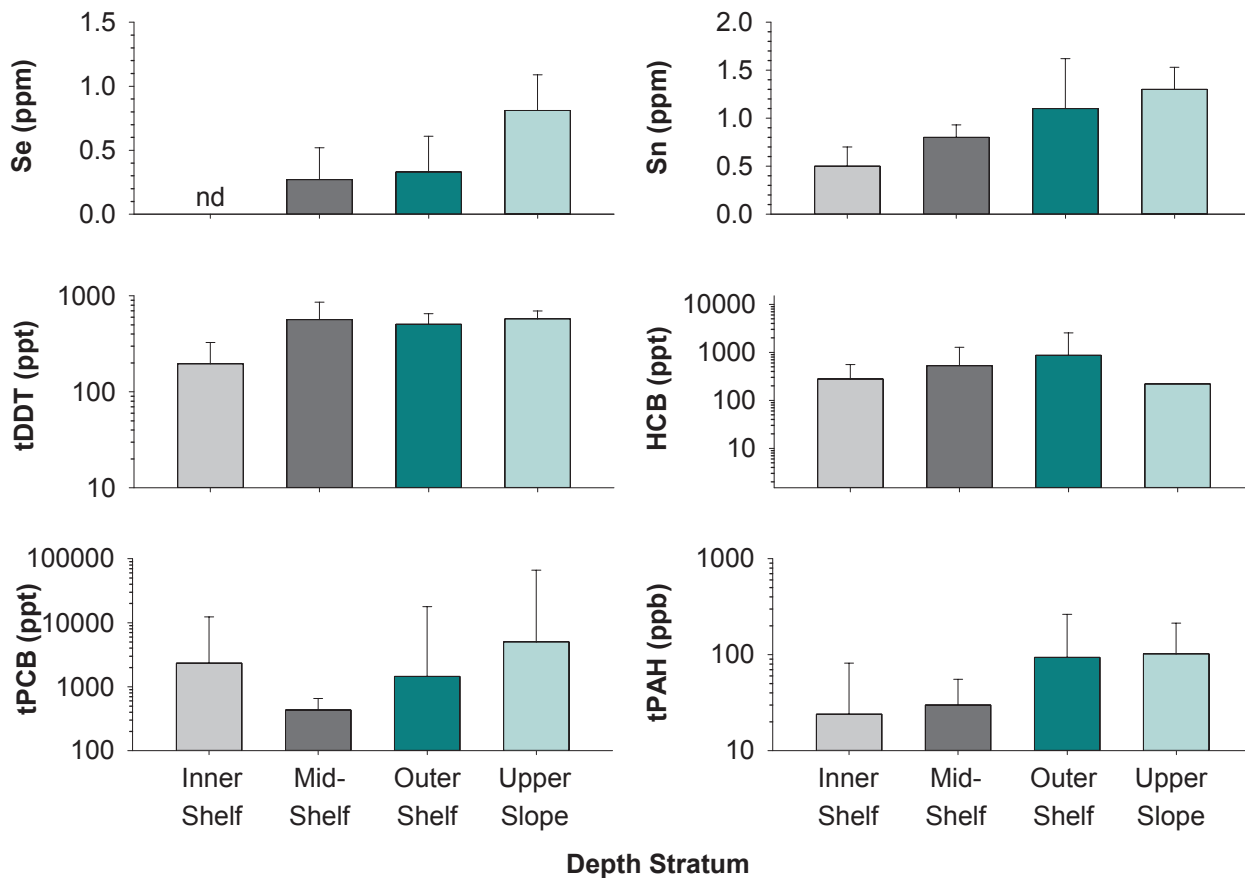 Se (ppm)
1.5
1.0
0.5
0.0
nd
Sn (ppm)
2.0
1.5
1.0
0.5
0.0
tDDT (ppt)
1000
100
10
HCB (ppt)
10000
1000
100
10
tPCB (ppt)
100000
10000
1000
100
Inner
Shelf
Mid-
Shelf
Outer
Shelf
Upper
Slope
tPAH (ppb)
1000
100
10
Inner
Shelf
Mid-
Shelf
Outer
Shelf
Upper
Slope
Depth Stratum